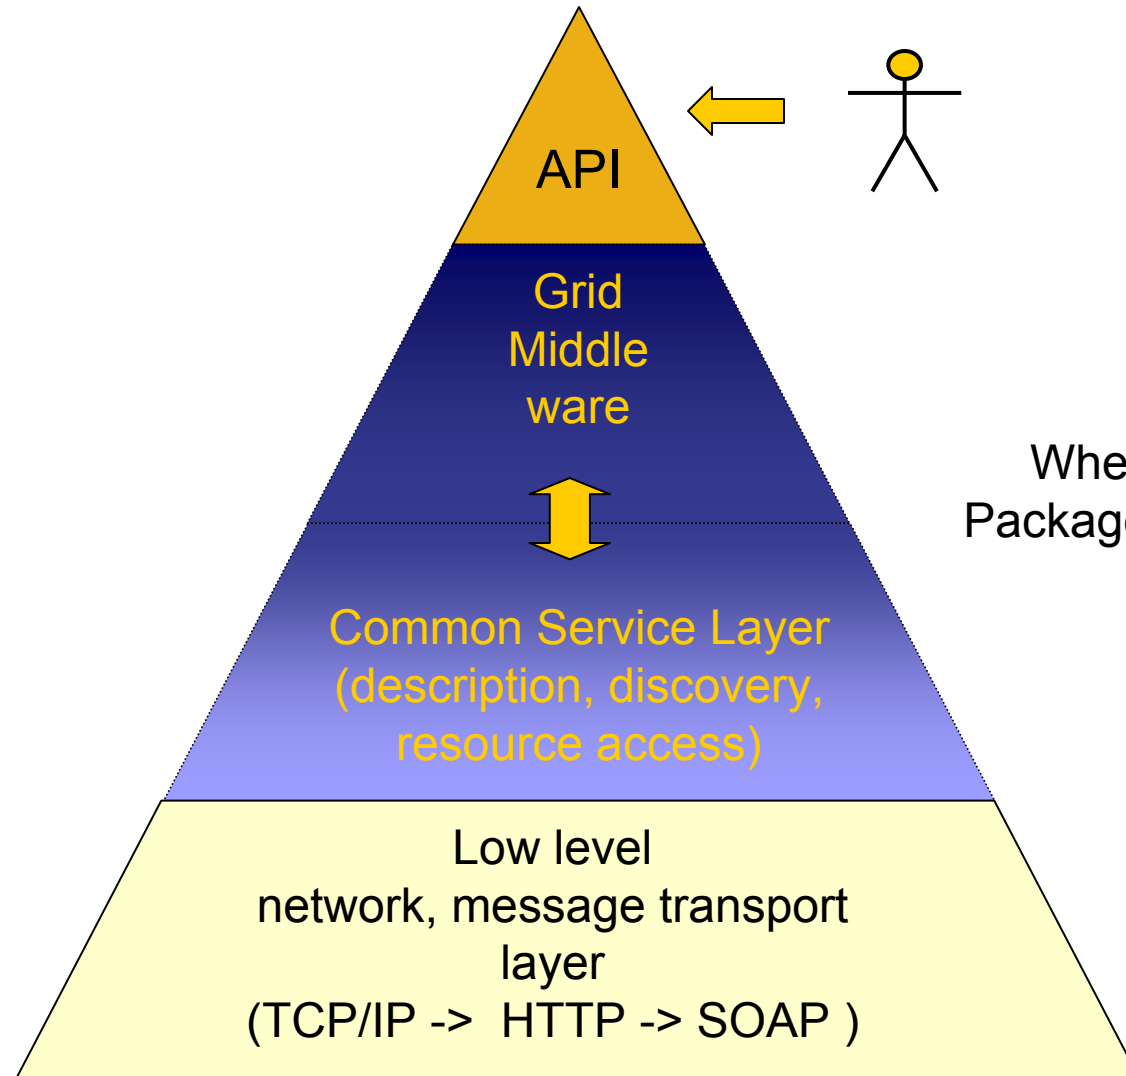 API
Grid
Middle
ware
Common Service Layer
(description, discovery,
resource access)
Low level
network, message transport
layer
(TCP/IP -> HTTP -> SOAP )